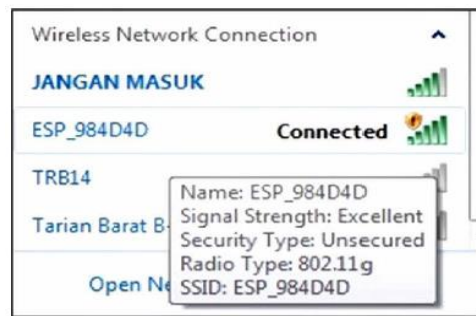 Wireless Network Connection
JANGAN MASUK
ESP_984D4D Connected
TRB14
Tarian Barat B-
Name: ESP_984D4D
Signal Strength: Excellent
Security Type: Unsecured
Radio Type: 802.11g
SSID: ESP_984D4D
Open Ne